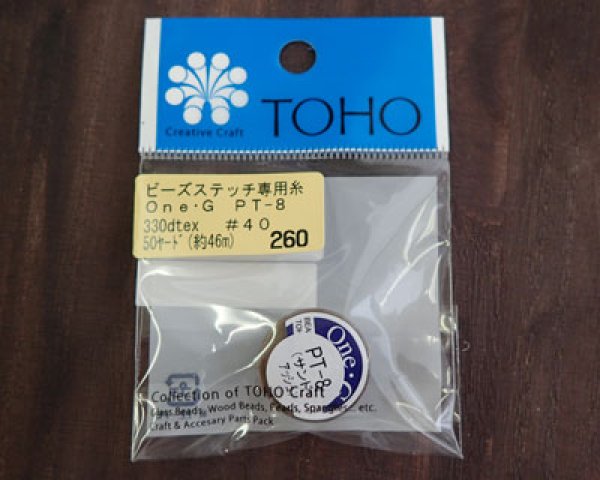 Creative Craft
TOHO
ビーズステッチ専用糸
One・G PT-8
330dtex #40
50ヤード(約46m)
260
One・G
PT-8
Collection of TOHO Craft
Glass Beads, Wood Beads, Pearls, Spangles... etc.
Craft & Accesary Parts Pack